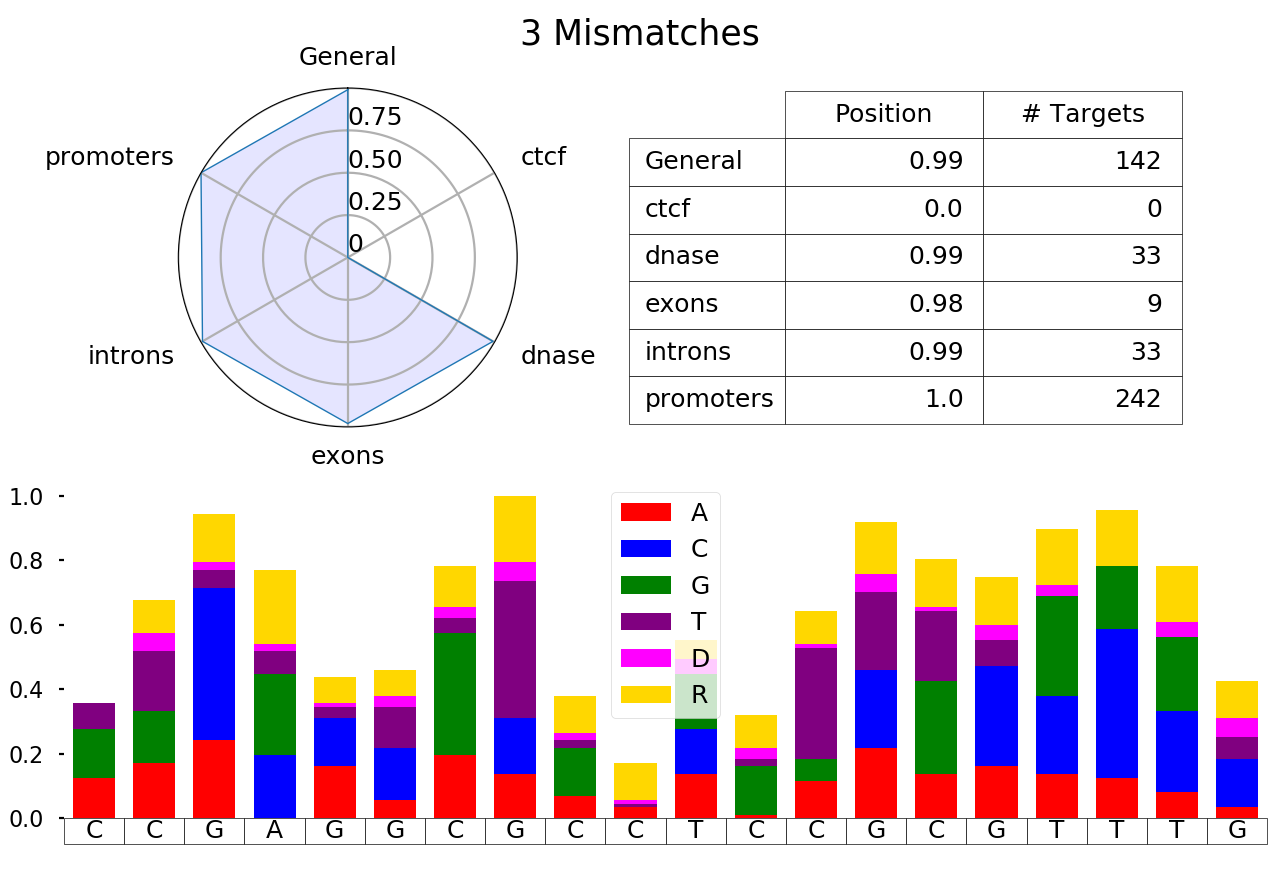 3 Mismatches
General
promoters
ctcf
0.75
0.50
0.25
0
introns
dnase
exons
Position # Targets
General 0.99 142
ctcf 0.0 0
dnase 0.99 33
exons 0.98 9
introns 0.99 33
promoters 1.0 242
1.0
0.8
0.6
0.4
0.2
0.0
A
C
G
T
D
R
C C G A G G C G C C T C C G C G T T T G